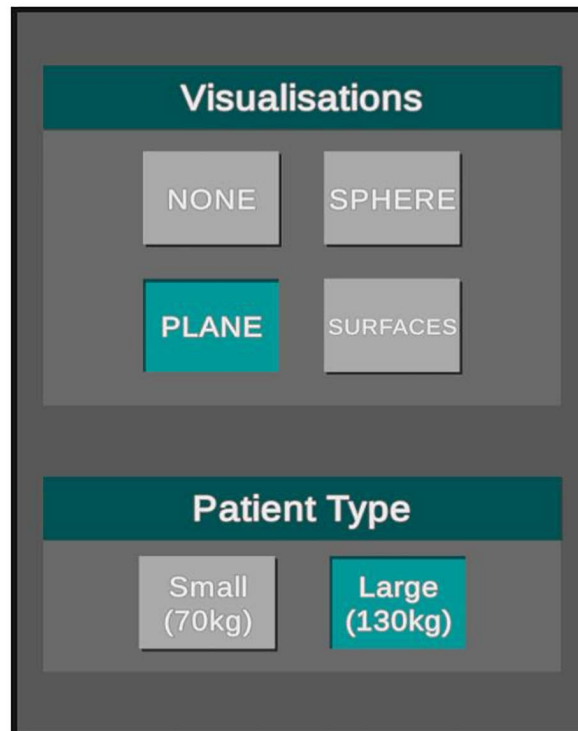 Visualisations
NONE
SPHERE
PLANE
SURFACES
Patient Type
Small
(70kg)
Large
(130kg)